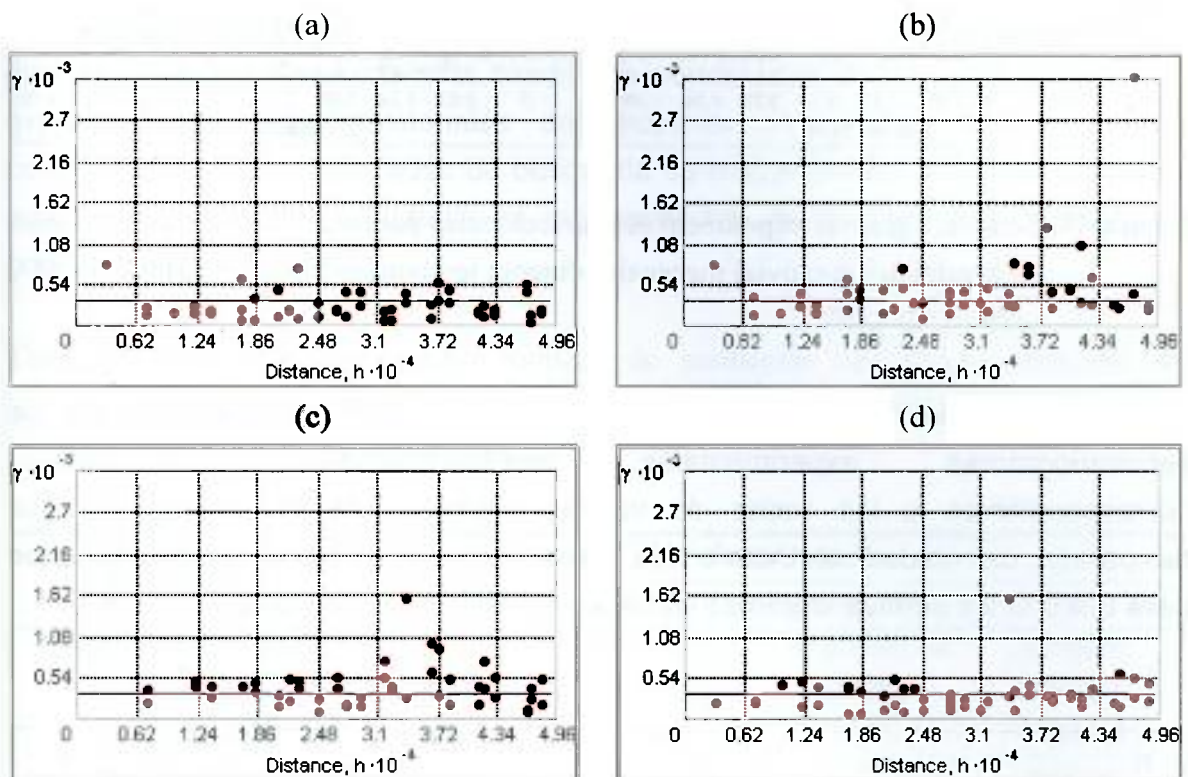 (a) (b)
γ ·10⁻³ γ ·10⁻³
2.7 2.7
2.16 2.16
1.62 1.62
1.08 1.08
0.54 0.54
0 0.62 1.24 1.86 2.48 3.1 3.72 4.34 4.96 0 0.62 1.24 1.86 2.48 3.1 3.72 4.34 4.96
Distance, h ·10⁻⁴ Distance, h ·10⁻⁴
(c) (d)
γ ·10⁻³ γ ·10⁻³
2.7 2.7
2.16 2.16
1.62 1.62
1.08 1.08
0.54 0.54
0 0.62 1.24 1.86 2.48 3.1 3.72 4.34 4.96 0 0.62 1.24 1.86 2.48 3.1 3.72 4.34 4.96
Distance, h ·10⁻⁴ Distance, h ·10⁻⁴